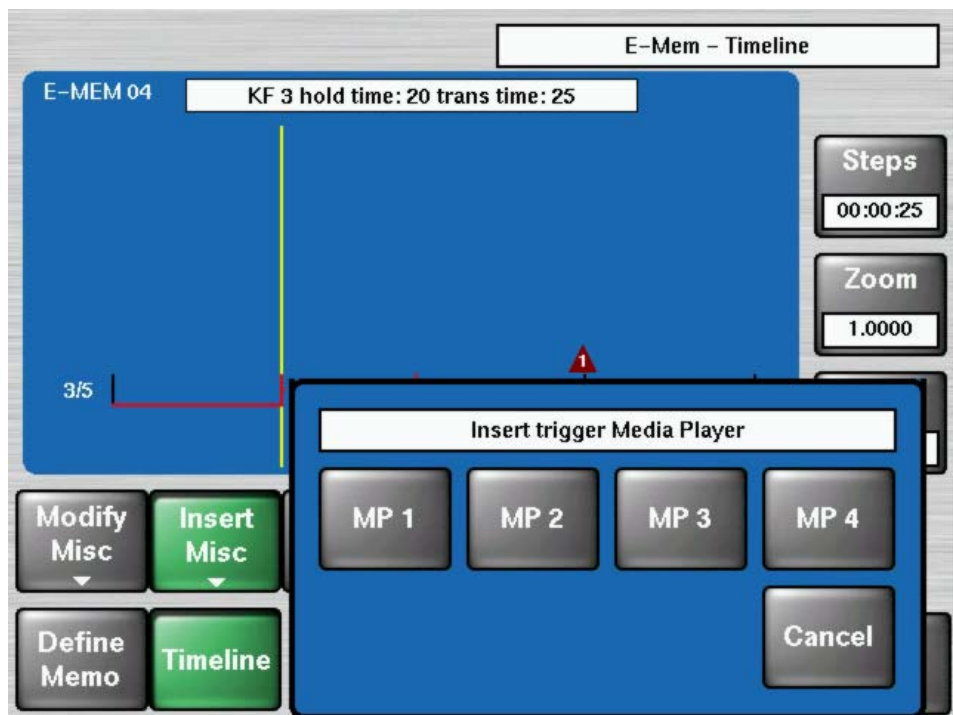 E-Mem – Timeline
E-MEM 04
KF 3 hold time: 20 trans time: 25
Steps
00:00:25
Zoom
1.0000
1
3/5
Insert trigger Media Player
MP 1
MP 2
MP 3
MP 4
Modify
Misc
Insert
Misc
Cancel
Define
Memo
Timeline